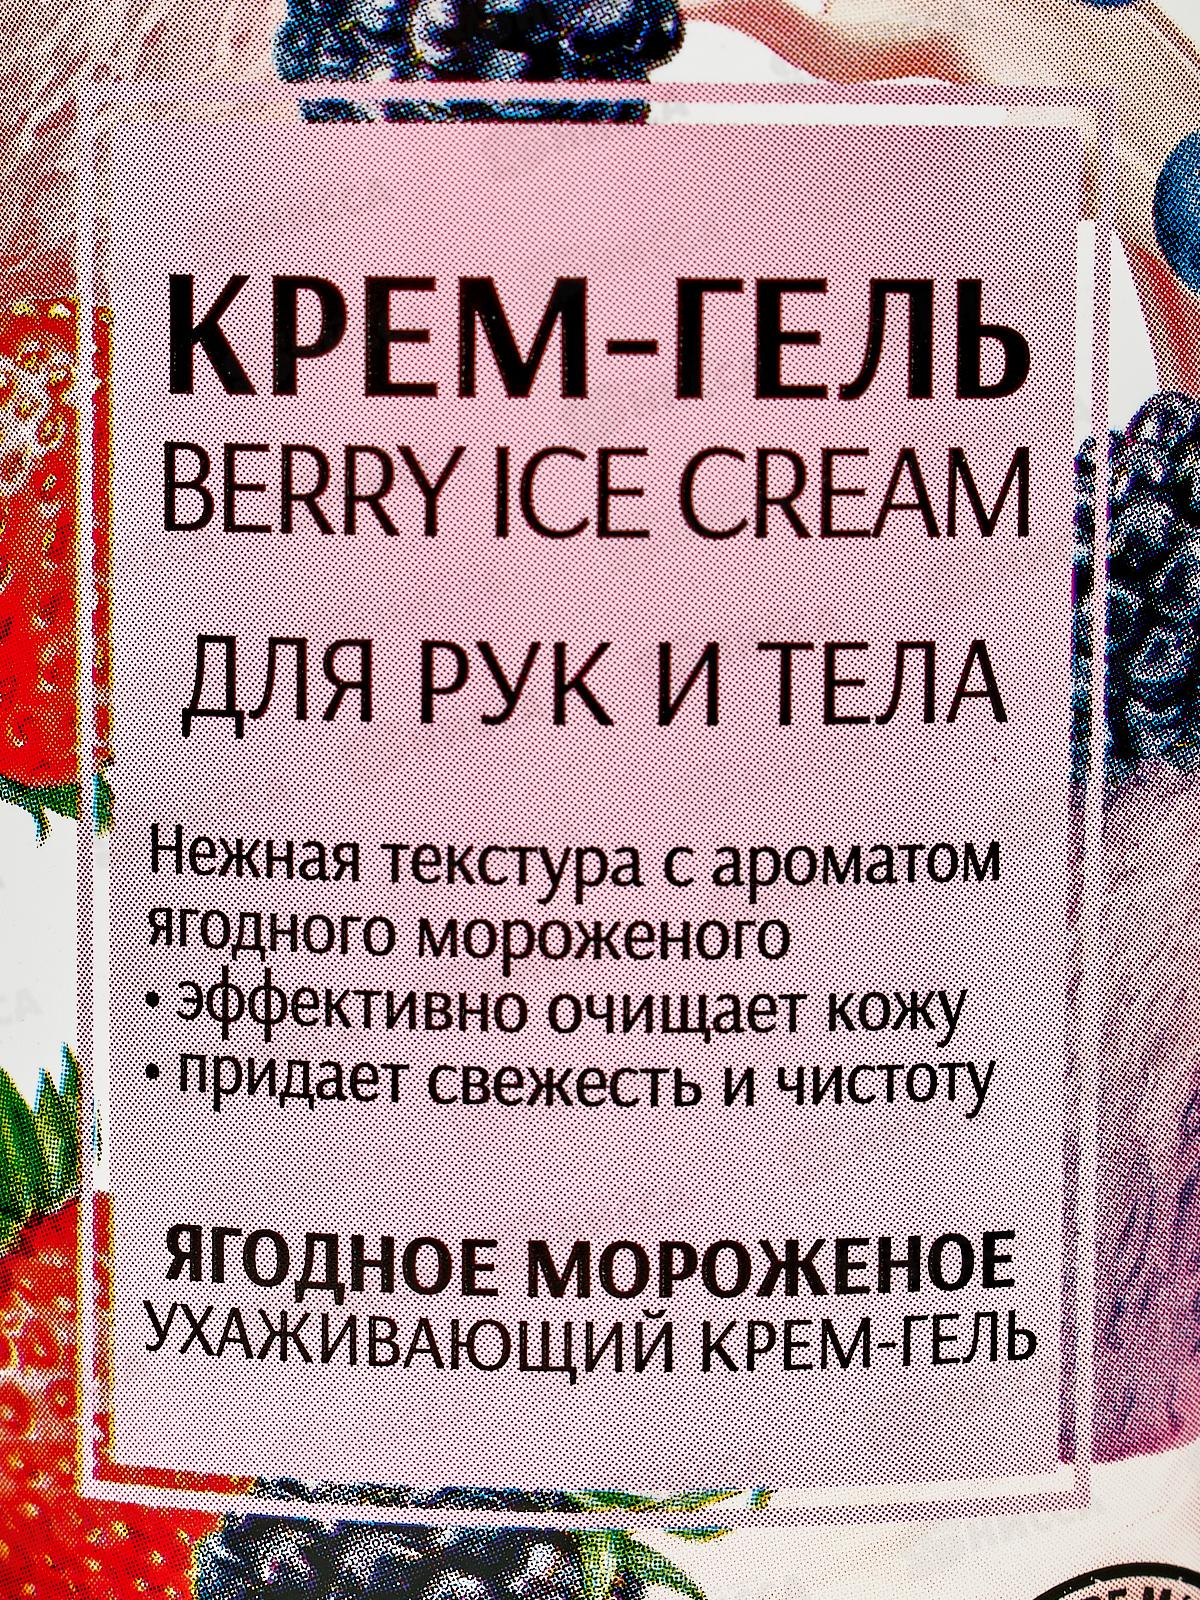 КРЕМ-ГЕЛЬ
BERRY ICE CREAM
ДЛЯ РУК И ТЕЛА
Нежная текстура с ароматом
ягодного мороженого
• эффективно очищает кожу
• придает свежесть и чистоту
ЯГОДНОЕ МОРОЖЕНОЕ
УХАЖИВАЮЩИЙ КРЕМ-ГЕЛЬ